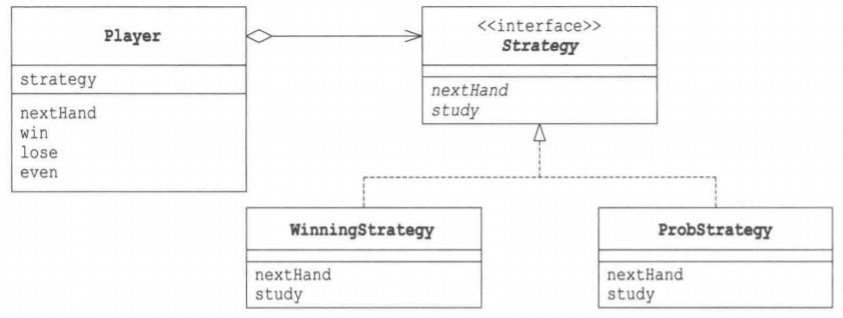 Player
strategy
nextHand
win
lose
even
<<interface>>
Strategy
nextHand
study
WinningStrategy
nextHand
study
ProbStrategy
nextHand
study